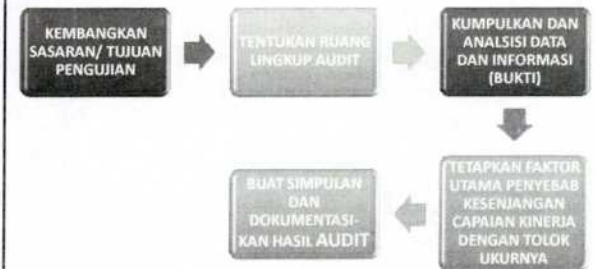 KEMBANGKAN
SASARAN/ TUJUAN
PENGUJIAN
TENTUKAN RUANG
LINGKUP AUDIT
KUMPULKAN DAN
ANALSISI DATA
DAN INFORMASI
(BUKTI)
TETAPKAN FAKTOR
UTAMA PENYEBAB
KESENJANGAN
CAPAIAN KINERJA
DENGAN TOLOK
UKURNYA
BUAT SIMPULAN
DAN
DOKUMENTASI-
KAN HASIL AUDIT